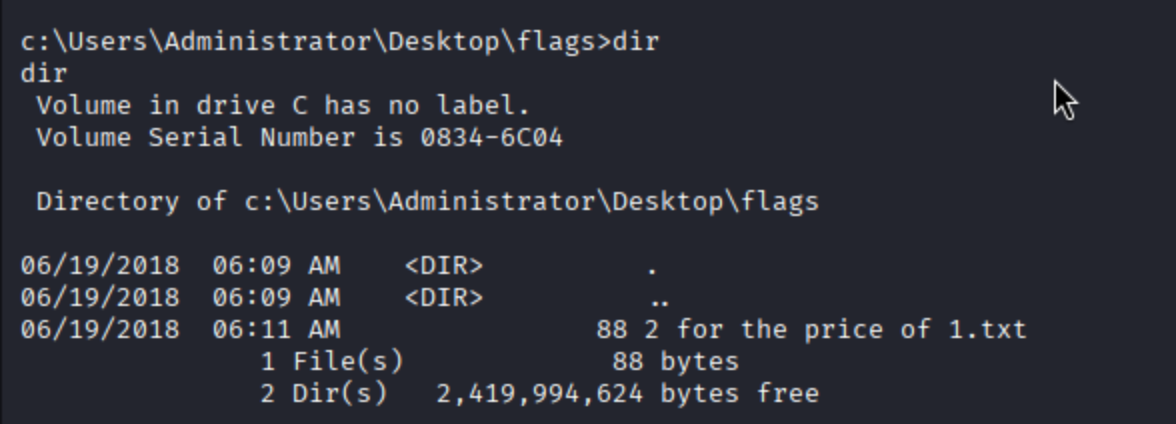 c:\Users\Administrator\Desktop\flags>dir
dir
 Volume in drive C has no label.
 Volume Serial Number is 0834-6C04

 Directory of c:\Users\Administrator\Desktop\flags

06/19/2018  06:09 AM    <DIR>          .
06/19/2018  06:09 AM    <DIR>          ..
06/19/2018  06:11 AM                88 2 for the price of 1.txt
               1 File(s)             88 bytes
               2 Dir(s)   2,419,994,624 bytes free